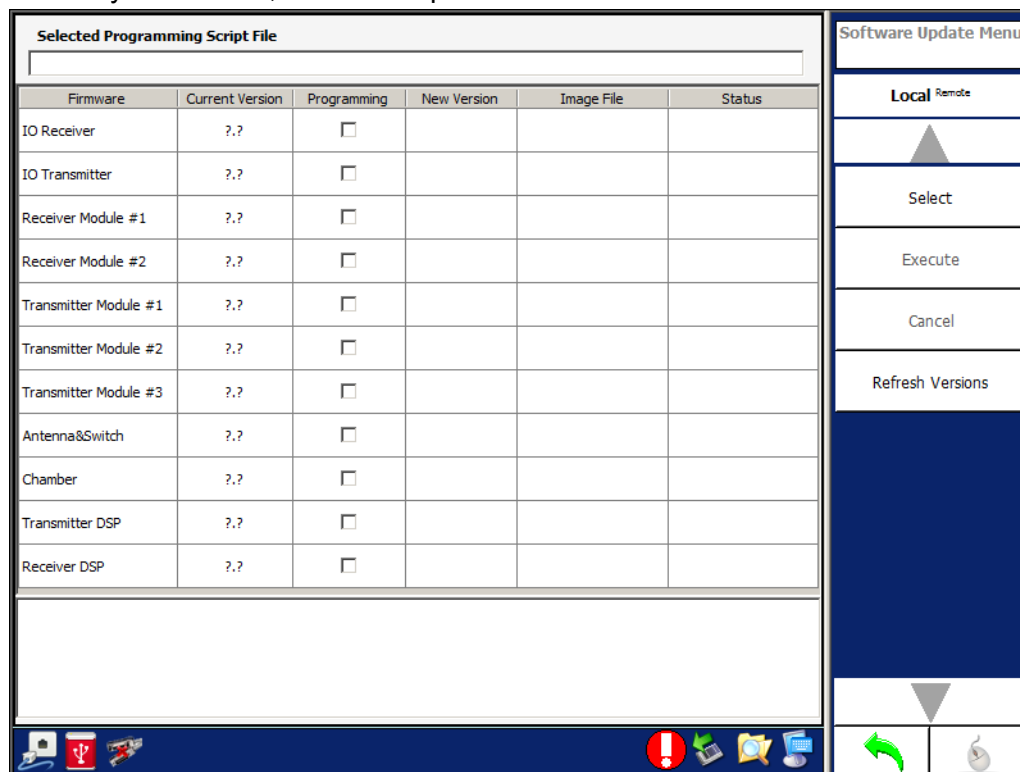 Selected Programming Script File
Software Update Menu
Local Remote
Firmware Current Version Programming New Version Image File Status
IO Receiver ?.?
IO Transmitter ?.?
Receiver Module #1 ?.?
Receiver Module #2 ?.?
Transmitter Module #1 ?.?
Transmitter Module #2 ?.?
Transmitter Module #3 ?.?
Antenna&Switch ?.?
Chamber ?.?
Transmitter DSP ?.?
Receiver DSP ?.?
Select
Execute
Cancel
Refresh Versions